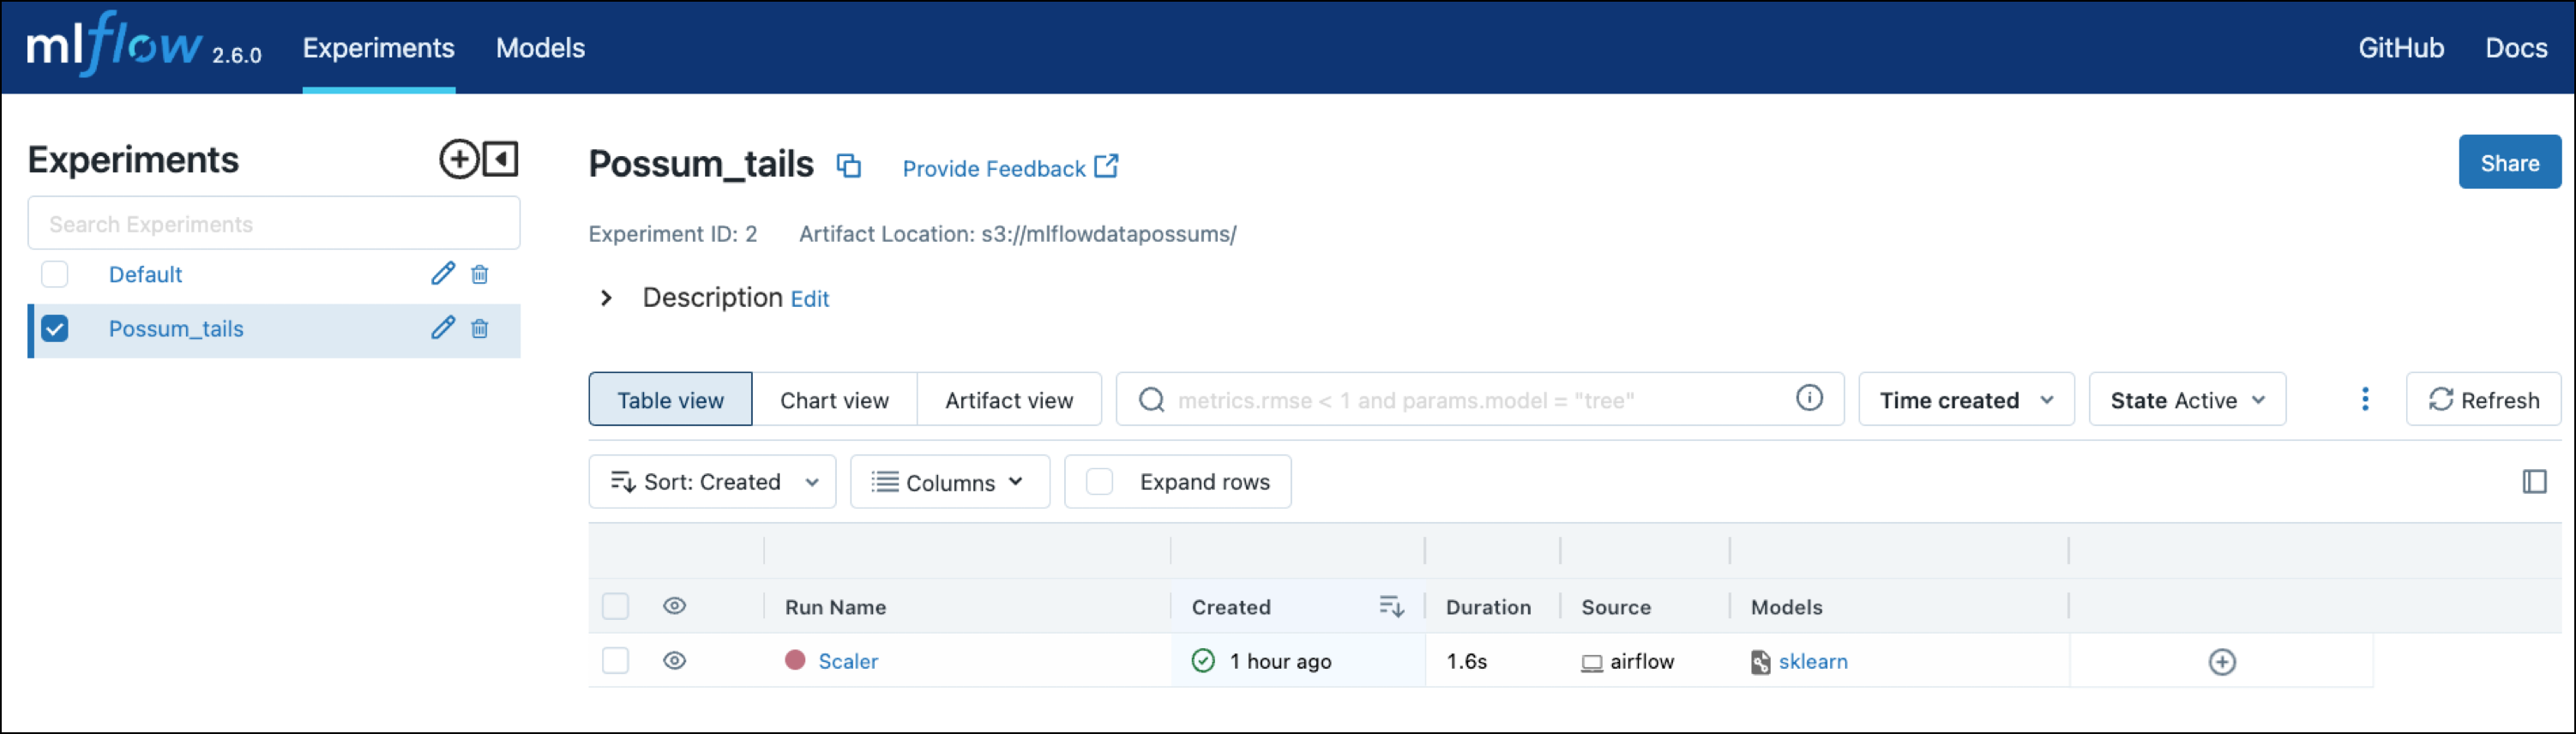 mlflow 2.6.0 Experiments Models GitHub Docs
Experiments
Search Experiments
Default
Possum_tails
Possum_tails Provide Feedback Share
Experiment ID: 2 Artifact Location: s3://mlflowdatapossums/
Description Edit
Table view Chart view Artifact view metrics.rmse < 1 and params.model = "tree" Time created State Active Refresh
Sort: Created Columns Expand rows
Run Name Created Duration Source Models
Scaler 1 hour ago 1.6s airflow sklearn